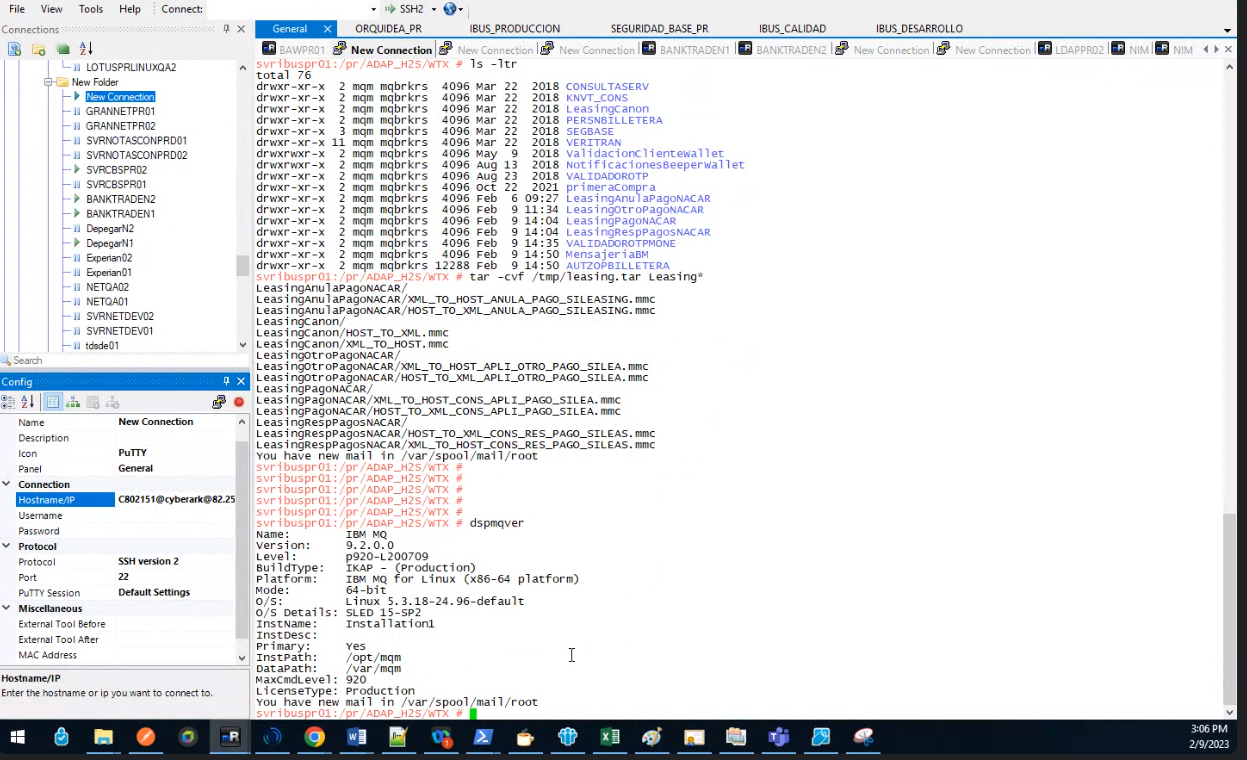 File View Tools Help Connect: SSH2
Connections
General ORQUIDEA_PR IBUS_PRODUCCION SEGURIDAD_BASE_PR IBUS_CALIDAD IBUS_DESARROLLO
BAWPR01 New Connection New Connection New Connection BANKTRADEN1 BANKTRADEN2 New Connection New Connection LDAPPR02 NIM NIM
LOTUSPRLINUXQA2
New Folder
New Connection
GRANNETPR01
GRANNETPR02
SVRNOTASCONPRD01
SVRNOTASCONPRD02
SVRCBSPR02
SVRCBSPR01
BANKTRADEN2
BANKTRADEN1
DepegarN2
DepegarN1
Experian02
Experian01
NETQA02
NETQA01
SVRNETDEV02
SVRNETDEV01
tdsde01
Search
Config
Name New Connection
Description
Icon PuTTY
Panel General
Connection
Hostname/IP C802151@cyberark@82.25
Username
Password
Protocol
Protocol SSH version 2
Port 22
PuTTY Session Default Settings
Miscellaneous
External Tool Before
External Tool After
MAC Address
Hostname/IP
Enter the hostname or ip you want to connect to.
svribuspr01:/pr/ADAP_H2S/WTX # ls -ltr
total 76
drwxr-xr-x 2 mqm mqbrkrs 4096 Mar 22 2018 CONSULTASERV
drwxr-xr-x 2 mqm mqbrkrs 4096 Mar 22 2018 KNVT_CONS
drwxr-xr-x 2 mqm mqbrkrs 4096 Mar 22 2018 LeasingCanon
drwxr-xr-x 2 mqm mqbrkrs 4096 Mar 22 2018 PERSNBILLETERA
drwxr-xr-x 3 mqm mqbrkrs 4096 Mar 22 2018 SEGBASE
drwxr-xr-x 11 mqm mqbrkrs 4096 Mar 22 2018 VERITRAN
drwxrwxr-x 2 mqm mqbrkrs 4096 May 9 2018 ValidacionClienteWallet
drwxrwxr-x 2 mqm mqbrkrs 4096 Aug 13 2018 NotificacionesBeeperWallet
drwxr-xr-x 2 mqm mqbrkrs 4096 Aug 23 2018 VALIDADOROTP
drwxr-xr-x 2 mqm mqbrkrs 4096 Oct 22 2021 primeraCompra
drwxr-xr-x 2 mqm mqbrkrs 4096 Feb 6 09:27 LeasingAnulaPagoNACAR
drwxr-xr-x 2 mqm mqbrkrs 4096 Feb 9 11:34 LeasingOtroPagoNACAR
drwxr-xr-x 2 mqm mqbrkrs 4096 Feb 9 14:04 LeasingPagoNACAR
drwxr-xr-x 2 mqm mqbrkrs 4096 Feb 9 14:04 LeasingRespPagosNACAR
drwxr-xr-x 2 mqm mqbrkrs 4096 Feb 9 14:35 VALIDADOROTPMONE
drwxr-xr-x 2 mqm mqbrkrs 4096 Feb 9 14:50 MensajeriaBM
drwxr-xr-x 2 mqm mqbrkrs 12288 Feb 9 14:50 AUTZOPBILLETERA
svribuspr01:/pr/ADAP_H2S/WTX # tar -cvf /tmp/leasing.tar Leasing*
LeasingAnulaPagoNACAR/
LeasingAnulaPagoNACAR/XML_TO_HOST_ANULA_PAGO_SILEASING.mmc
LeasingAnulaPagoNACAR/HOST_TO_XML_ANULA_PAGO_SILEASING.mmc
LeasingCanon/
LeasingCanon/HOST_TO_XML.mmc
LeasingCanon/XML_TO_HOST.mmc
LeasingOtroPagoNACAR/
LeasingOtroPagoNACAR/XML_TO_HOST_APLI_OTRO_PAGO_SILEA.mmc
LeasingOtroPagoNACAR/HOST_TO_XML_APLI_OTRO_PAGO_SILEA.mmc
LeasingPagoNACAR/
LeasingPagoNACAR/XML_TO_HOST_CONS_APLI_PAGO_SILEA.mmc
LeasingPagoNACAR/HOST_TO_XML_CONS_APLI_PAGO_SILEA.mmc
LeasingRespPagosNACAR/
LeasingRespPagosNACAR/HOST_TO_XML_CONS_RES_PAGO_SILEAS.mmc
LeasingRespPagosNACAR/XML_TO_HOST_CONS_RES_PAGO_SILEAS.mmc
You have new mail in /var/spool/mail/root
svribuspr01:/pr/ADAP_H2S/WTX #
svribuspr01:/pr/ADAP_H2S/WTX #
svribuspr01:/pr/ADAP_H2S/WTX #
svribuspr01:/pr/ADAP_H2S/WTX #
svribuspr01:/pr/ADAP_H2S/WTX #
svribuspr01:/pr/ADAP_H2S/WTX # dspmqver
Name: IBM MQ
Version: 9.2.0.0
Level: p920-L200709
BuildType: IKAP - (Production)
Platform: IBM MQ for Linux (x86-64 platform)
Mode: 64-bit
O/S: Linux 5.3.18-24.96-default
O/S Details: SLED 15-SP2
InstName: Installation1
InstDesc:
Primary: Yes
InstPath: /opt/mqm
DataPath: /var/mqm
MaxCmdLevel: 920
LicenseType: Production
You have new mail in /var/spool/mail/root
svribuspr01:/pr/ADAP_H2S/WTX #
3:06 PM
2/9/2023